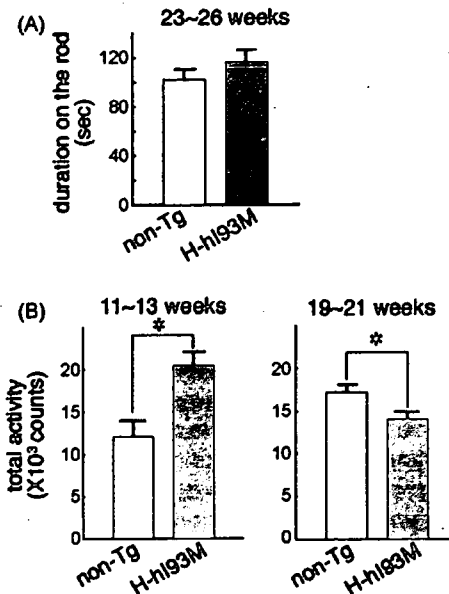 (A)
23~26 weeks
duration on the rod
(sec)
120
80
40
0
non-Tg
H-hI93M
(B)
11~13 weeks
19~21 weeks
total activity
(X10³ counts)
20
15
10
5
0
*
non-Tg
H-hI93M
20
15
10
5
0
*
non-Tg
H-hI93M